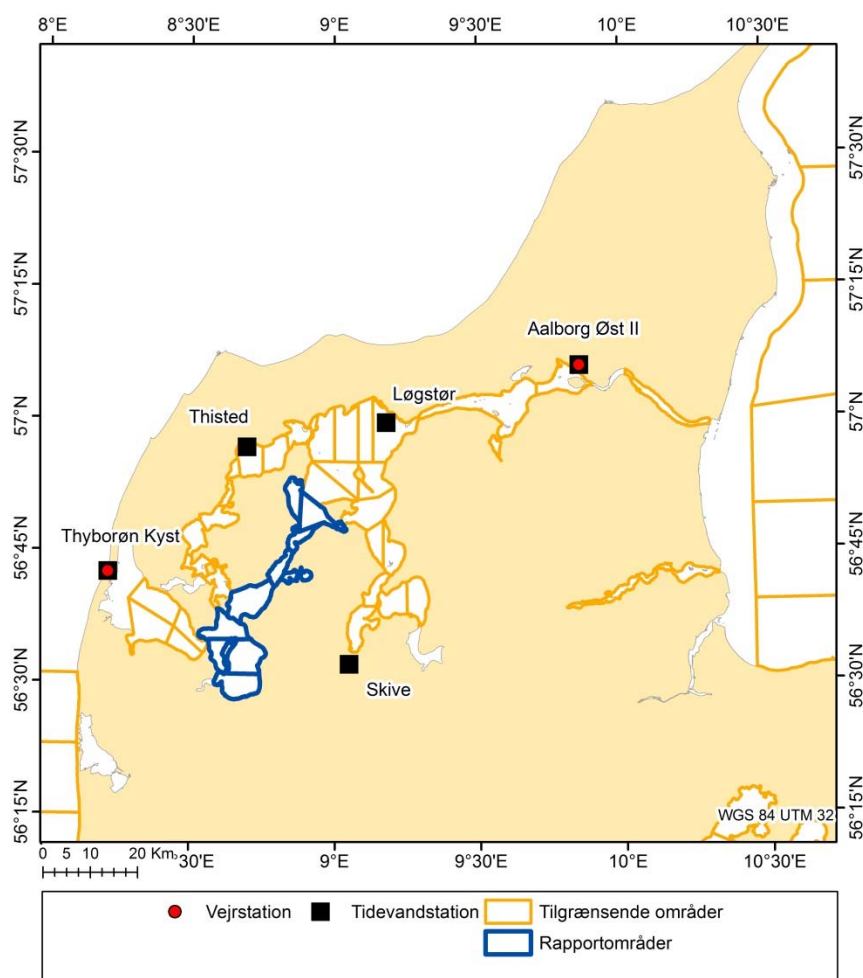 8°E
8°30'E
9°E
9°30'E
10°E
10°30'E
57°30'N
57°30'N
57°15'N
57°15'N
Aalborg Øst II
Løgstør
57°N
57°N
Thisted
Thyborøn Kyst
56°45'N
56°45'N
56°30'N
56°30'N
Skive
56°15'N
56°15'N
WGS 84 UTM 32
0 5 10 20 Km
30'E
9°E
9°30'E
10°E
10°30'E
Vejrstation
Tidevandstation
Tilgrænsende områder
Rapportområder